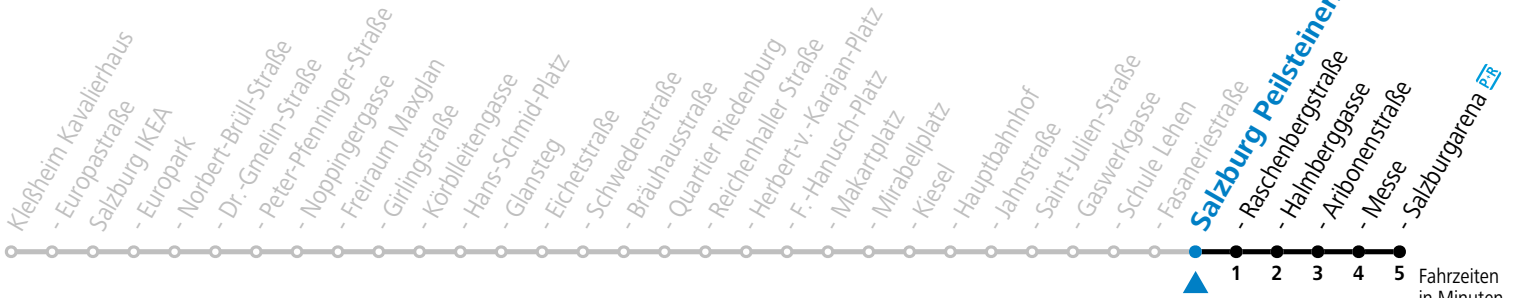 Kleßheim Kavalierhaus
- Europastraße
Salzburg IKEA
- Europark
- Norbert-Brüll-Straße
- Dr.-Gmelin-Straße
- Peter-Pfenninger-Straße
- Noppingergasse
- Freiraum Maxglan
- Girlingstraße
- Körbleitengasse
- Hans-Schmid-Platz
- Glansteg
- Eichetstraße
- Schwedenstraße
- Bräuhausstraße
- Quartier Riedenburg
- Reichenhaller Straße
- Herbert-v.-Karajan-Platz
- F.-Hanusch-Platz
- Makartplatz
- Mirabellplatz
- Kiesel
- Hauptbahnhof
- Jahnstraße
- Saint-Julien-Straße
- Gaswerkgasse
- Schule Lehen
- Fasaneriestraße
Salzburg
- Raschenbergstraße
- Halmberggasse
- Aribonenstraße
- Messe
- Salzburgarena P+R
1 2 3 4 5
Fahrzeiten
in Minuten